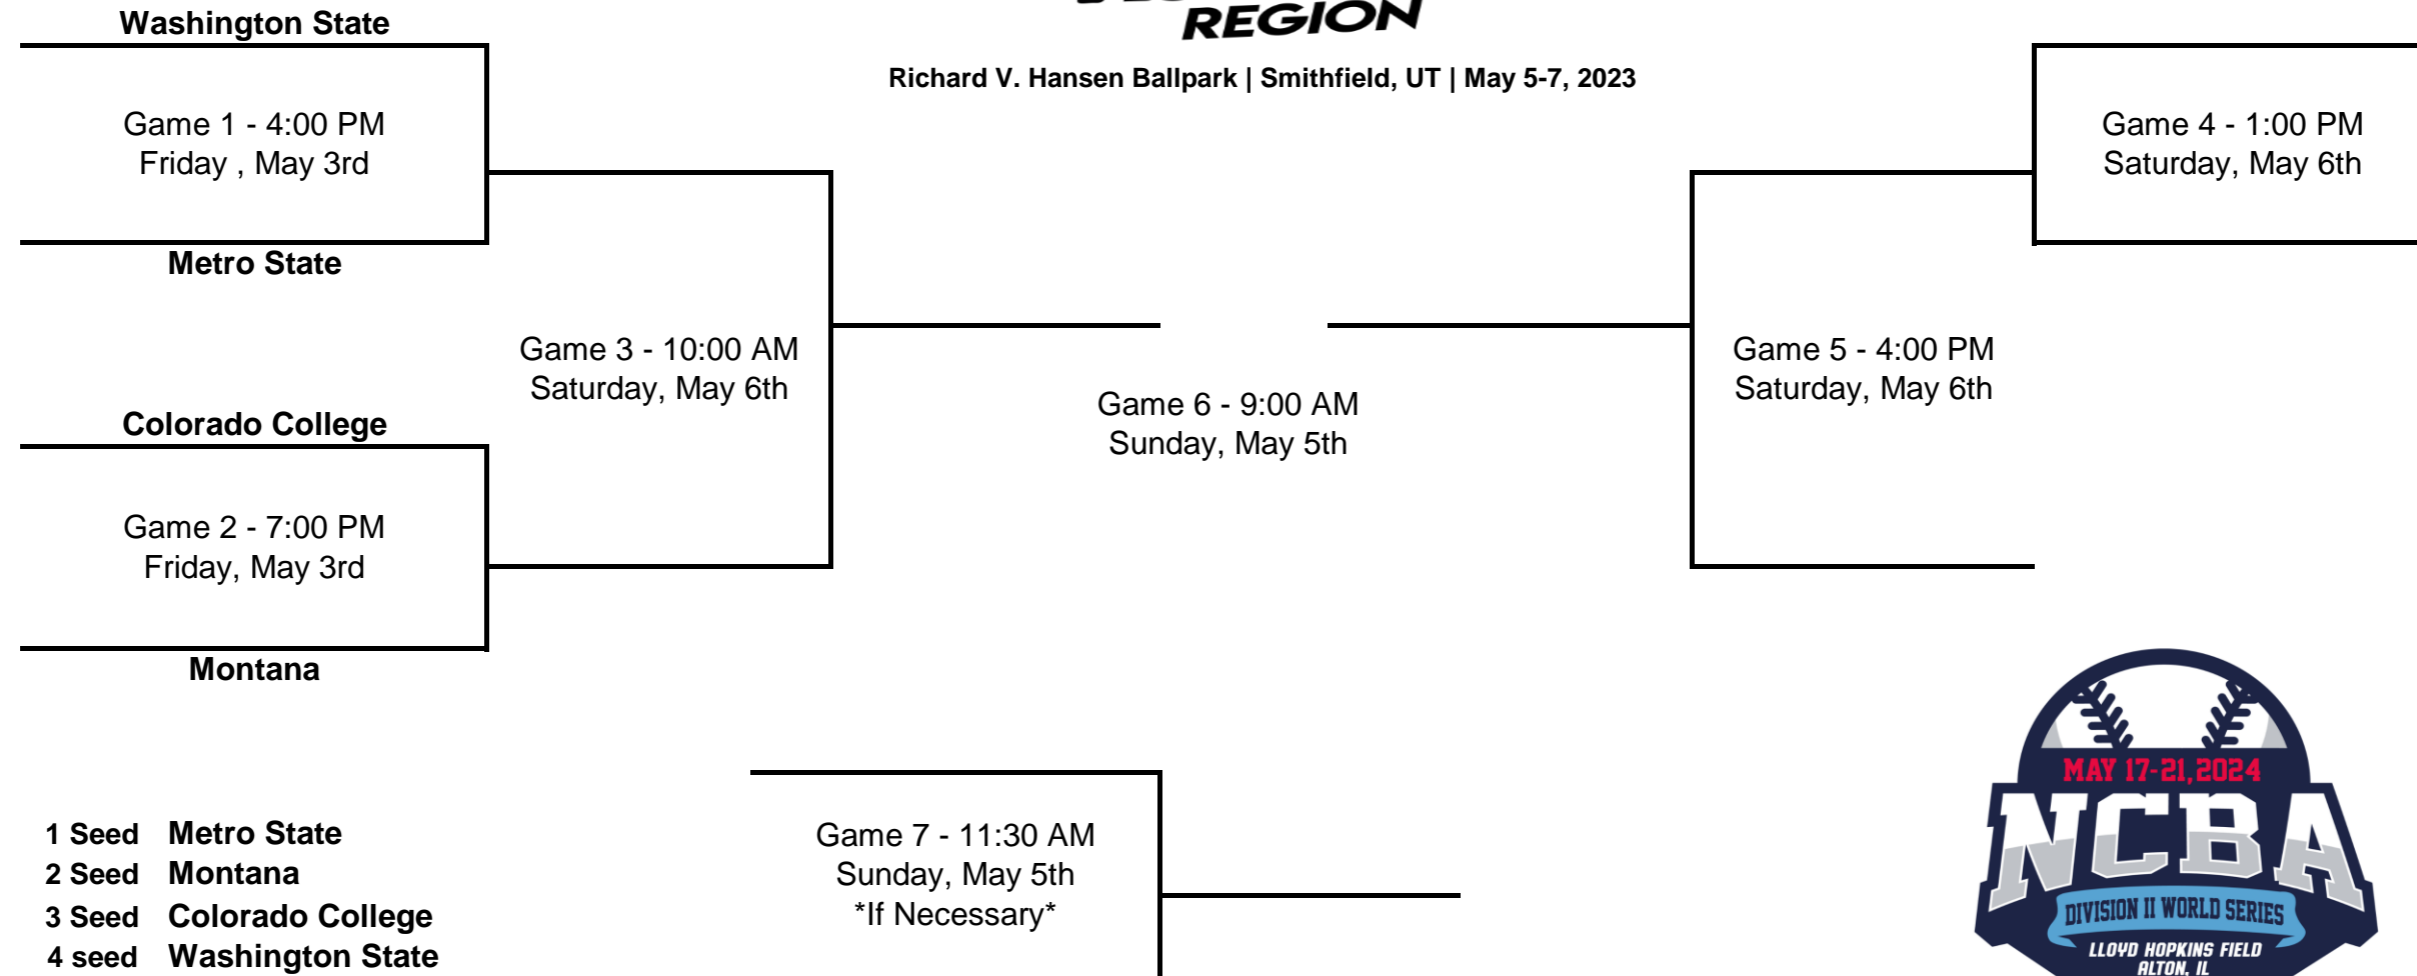 REGION
Richard V. Hansen Ballpark | Smithfield, UT | May 5-7, 2023
Washington State
Game 1 - 4:00 PM
Friday , May 3rd
Metro State
Game 4 - 1:00 PM
Saturday, May 6th
Game 3 - 10:00 AM
Saturday, May 6th
Game 6 - 9:00 AM
Sunday, May 5th
Game 5 - 4:00 PM
Saturday, May 6th
Colorado College
Game 2 - 7:00 PM
Friday, May 3rd
Montana
Game 7 - 11:30 AM
Sunday, May 5th
*If Necessary*
1 Seed Metro State
2 Seed Montana
3 Seed Colorado College
4 seed Washington State
MAY 17-21, 2024
NCBA
DIVISION II WORLD SERIES
LLOYD HOPKINS FIELD
ALTON, IL